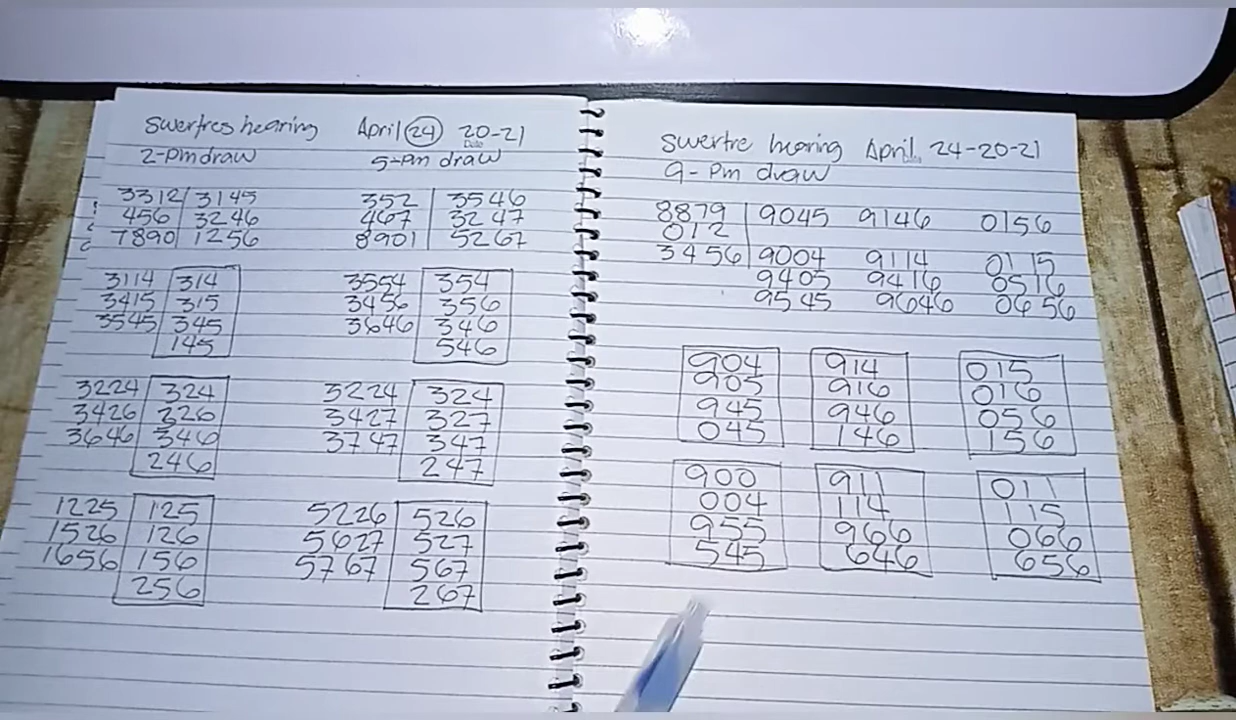 swertres hearing April 24 20-21
2-pm draw 5-pm draw
3312 3145 352 3546
456 3246 467 3247
7890 1256 8901 5267
3114 314 3554 354
3415 315 3456 356
3545 345 3646 346
145 546
3224 324 3224 324
3426 326 3427 327
3646 346 3747 347
246 247
1225 125 5226 526
1526 126 5627 527
1656 156 5767 567
256 267
swertre hearing April 24-20-21
9-pm draw
8879 9045 9146 0156
012
3456 9004 9114 0115
9405 9416 0516
9545 9646 0656
904 914 015
905 916 016
945 946 056
045 146 156
900 911 011
004 114 115
955 966 066
545 646 656